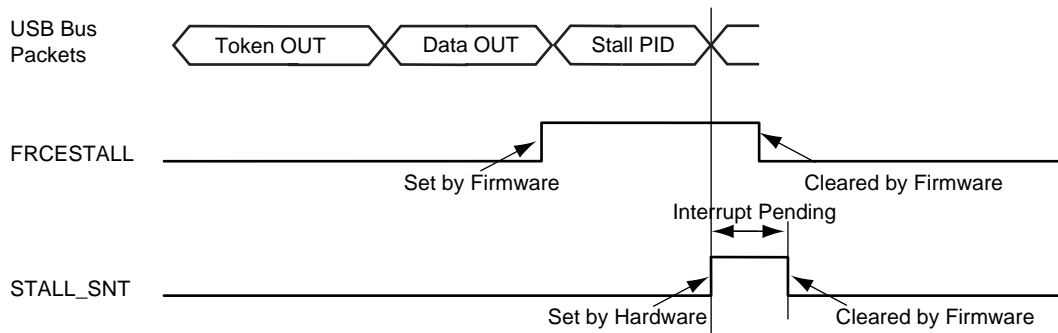 USB Bus
Packets
Token OUT
Data OUT
Stall PID
FRCESTALL
Set by Firmware
Cleared by Firmware
Interrupt Pending
STALL_SNT
Set by Hardware
Cleared by Firmware